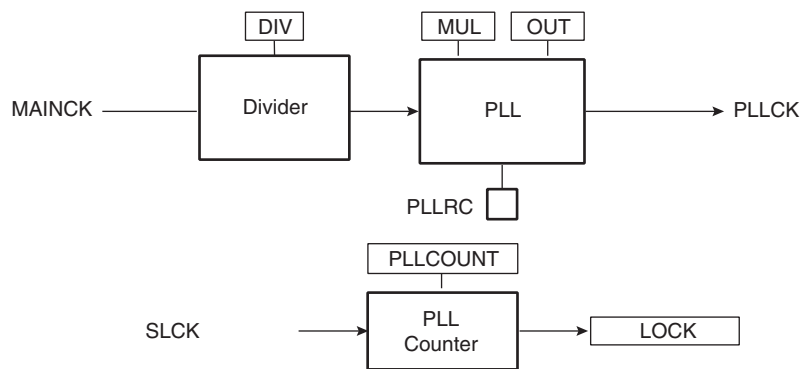 DIV
MUL
OUT
MAINCK
Divider
PLL
PLLCK
PLLRC
PLLCOUNT
SLCK
PLL
Counter
LOCK